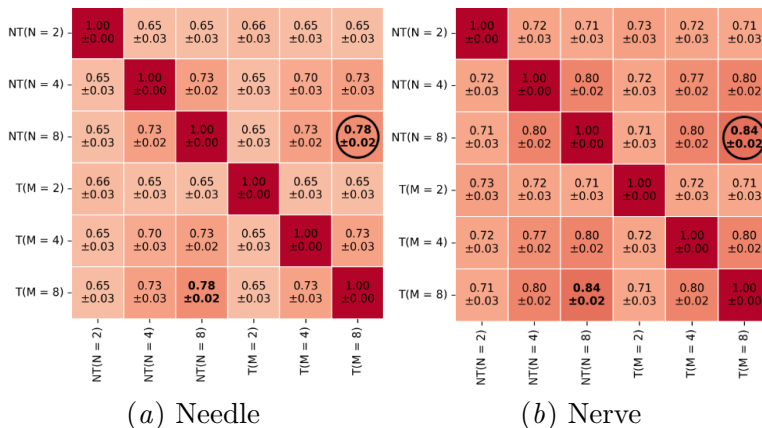 NT(N = 2) 1.00 ±0.00 0.65 ±0.03 0.65 ±0.03 0.66 ±0.03 0.65 ±0.03 0.65 ±0.03
NT(N = 4) 0.65 ±0.03 1.00 ±0.00 0.73 ±0.02 0.65 ±0.03 0.70 ±0.03 0.73 ±0.03
NT(N = 8) 0.65 ±0.03 0.73 ±0.02 1.00 ±0.00 0.65 ±0.03 0.73 ±0.02 0.78 ±0.02
T(M = 2) 0.66 ±0.03 0.65 ±0.03 0.65 ±0.03 1.00 ±0.00 0.65 ±0.03 0.65 ±0.03
T(M = 4) 0.65 ±0.03 0.70 ±0.03 0.73 ±0.02 0.65 ±0.03 1.00 ±0.00 0.73 ±0.03
T(M = 8) 0.65 ±0.03 0.73 ±0.03 0.78 ±0.02 0.65 ±0.03 0.73 ±0.03 1.00 ±0.00
NT(N = 2) NT(N = 4) NT(N = 8) T(M = 2) T(M = 4) T(M = 8)
(a) Needle
NT(N = 2) 1.00 ±0.00 0.72 ±0.03 0.71 ±0.03 0.73 ±0.03 0.72 ±0.03 0.71 ±0.03
NT(N = 4) 0.72 ±0.03 1.00 ±0.00 0.80 ±0.02 0.72 ±0.03 0.77 ±0.02 0.80 ±0.02
NT(N = 8) 0.71 ±0.03 0.80 ±0.02 1.00 ±0.00 0.71 ±0.03 0.80 ±0.02 0.84 ±0.02
T(M = 2) 0.73 ±0.03 0.72 ±0.03 0.71 ±0.03 1.00 ±0.00 0.72 ±0.03 0.71 ±0.03
T(M = 4) 0.72 ±0.03 0.77 ±0.02 0.80 ±0.02 0.72 ±0.03 1.00 ±0.00 0.80 ±0.02
T(M = 8) 0.71 ±0.03 0.80 ±0.02 0.84 ±0.02 0.71 ±0.03 0.80 ±0.02 1.00 ±0.00
NT(N = 2) NT(N = 4) NT(N = 8) T(M = 2) T(M = 4) T(M = 8)
(b) Nerve